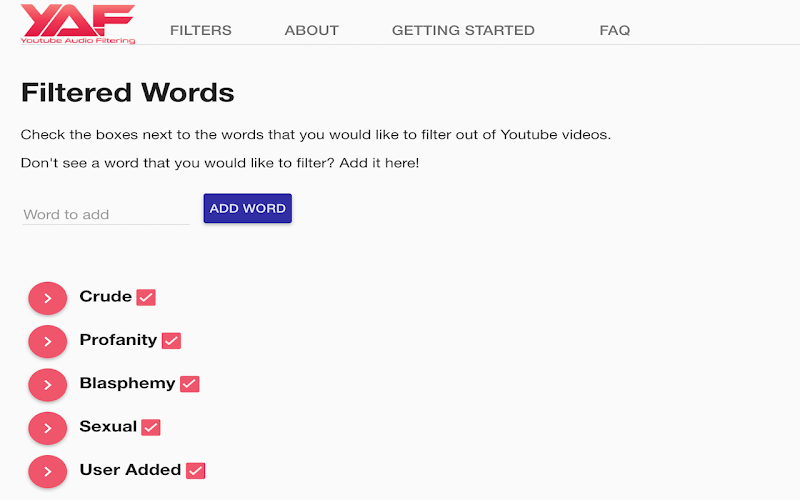 YAF
Youtube Audio Filtering
FILTERS ABOUT GETTING STARTED FAQ
Filtered Words
Check the boxes next to the words that you would like to filter out of Youtube videos.
Don't see a word that you would like to filter? Add it here!
Word to add ADD WORD
Crude
Profanity
Blasphemy
Sexual
User Added